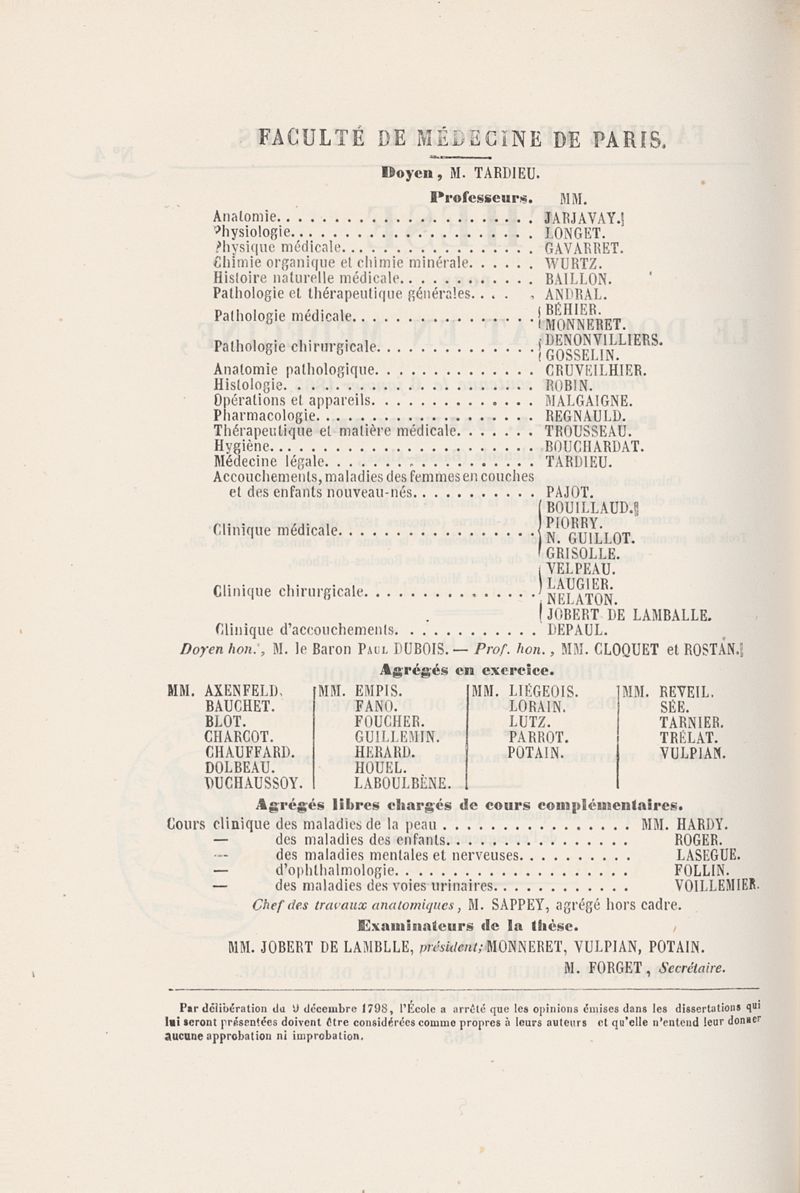 FACULTÉ DE MÉDECINE DE PARIS.
Doyen, M. TARDIEU.
Professeurs. MM.
Anatomie. . . . . . . . . . . . . . . . . . . . . . JARJAVAY.
Physiologie. . . . . . . . . . . . . . . . . . . . . LONGET.
Physique médicale. . . . . . . . . . . . . . . . . GAVARRET.
Chimie organique et chimie minérale. . . . . . WURTZ.
Histoire naturelle médicale. . . . . . . . . . . . BAILLON.
Pathologie et thérapeutique générales. . . . . ANDRAL.
Pathologie médicale. . . . . . . . . . . . . . . . { BÉHIER.
MONNERET.
Pathologie chirurgicale. . . . . . . . . . . . . . { DENONVILLIERS.
GOSSELIN.
Anatomie pathologique. . . . . . . . . . . . . . CRUVEILHIER.
Histologie. . . . . . . . . . . . . . . . . . . . . ROBIN.
Opérations et appareils. . . . . . . . . . . . . . MALGAIGNE.
Pharmacologie. . . . . . . . . . . . . . . . . . . REGNAULD.
Thérapeutique et matière médicale. . . . . . . TROUSSEAU.
Hygiène. . . . . . . . . . . . . . . . . . . . . . BOUCHARDAT.
Médecine légale. . . . . . . . . . . . . . . . . . TARDIEU.
Accouchements, maladies des femmes en couches
et des enfants nouveau-nés. . . . . . . . . . . PAJOT.
Clinique médicale. . . . . . . . . . . . . . . . . { BOUILLAUD.
PIORRY.
N. GUILLOT.
GRISOLLE.
Clinique chirurgicale. . . . . . . . . . . . . . . { VELPEAU.
LAUGIER.
NELATON.
JOBERT DE LAMBALLE.
Clinique d'accouchements. . . . . . . . . . . . DEPAUL.
Doyen hon., M. le Baron PAUL DUBOIS. — Prof. hon., MM. CLOQUET et ROSTAN.
Agrégés en exercice.
MM. AXENFELD. MM. EMPIS. MM. LIÉGEOIS. MM. REVEIL.
BAUCHET. FANO. LORAIN. SÉE.
BLOT. FOUCHER. LUTZ. TARNIER.
CHARCOT. GUILLEMIN. PARROT. TRÉLAT.
CHAUFFARD. HERARD. POTAIN. VULPIAN.
DOLBEAU. HOUEL.
DUCHAUSSOY. LABOULBÈNE.
Agrégés libres chargés de cours complémentaires.
Cours clinique des maladies de la peau . . . . . . . . . . . . . . . . MM. HARDY.
— des maladies des enfants. . . . . . . . . . . . . . . . ROGER.
— des maladies mentales et nerveuses. . . . . . . . . . LASEGUE.
— d'ophthalmologie. . . . . . . . . . . . . . . . . . . . FOLLIN.
— des maladies des voies urinaires. . . . . . . . . . . . VOILLEMIER.
Chef des travaux anatomiques, M. SAPPEY, agrégé hors cadre.
Examinateurs de la thèse.
MM. JOBERT DE LAMBLLE, président; MONNERET, VULPIAN, POTAIN.
M. FORGET, Secrétaire.
Par délibération du 9 décembre 1798, l'École a arrêté que les opinions émises dans les dissertations qui
lui seront présentées doivent être considérées comme propres à leurs auteurs et qu'elle n'entend leur donner
aucune approbation ni improbation.